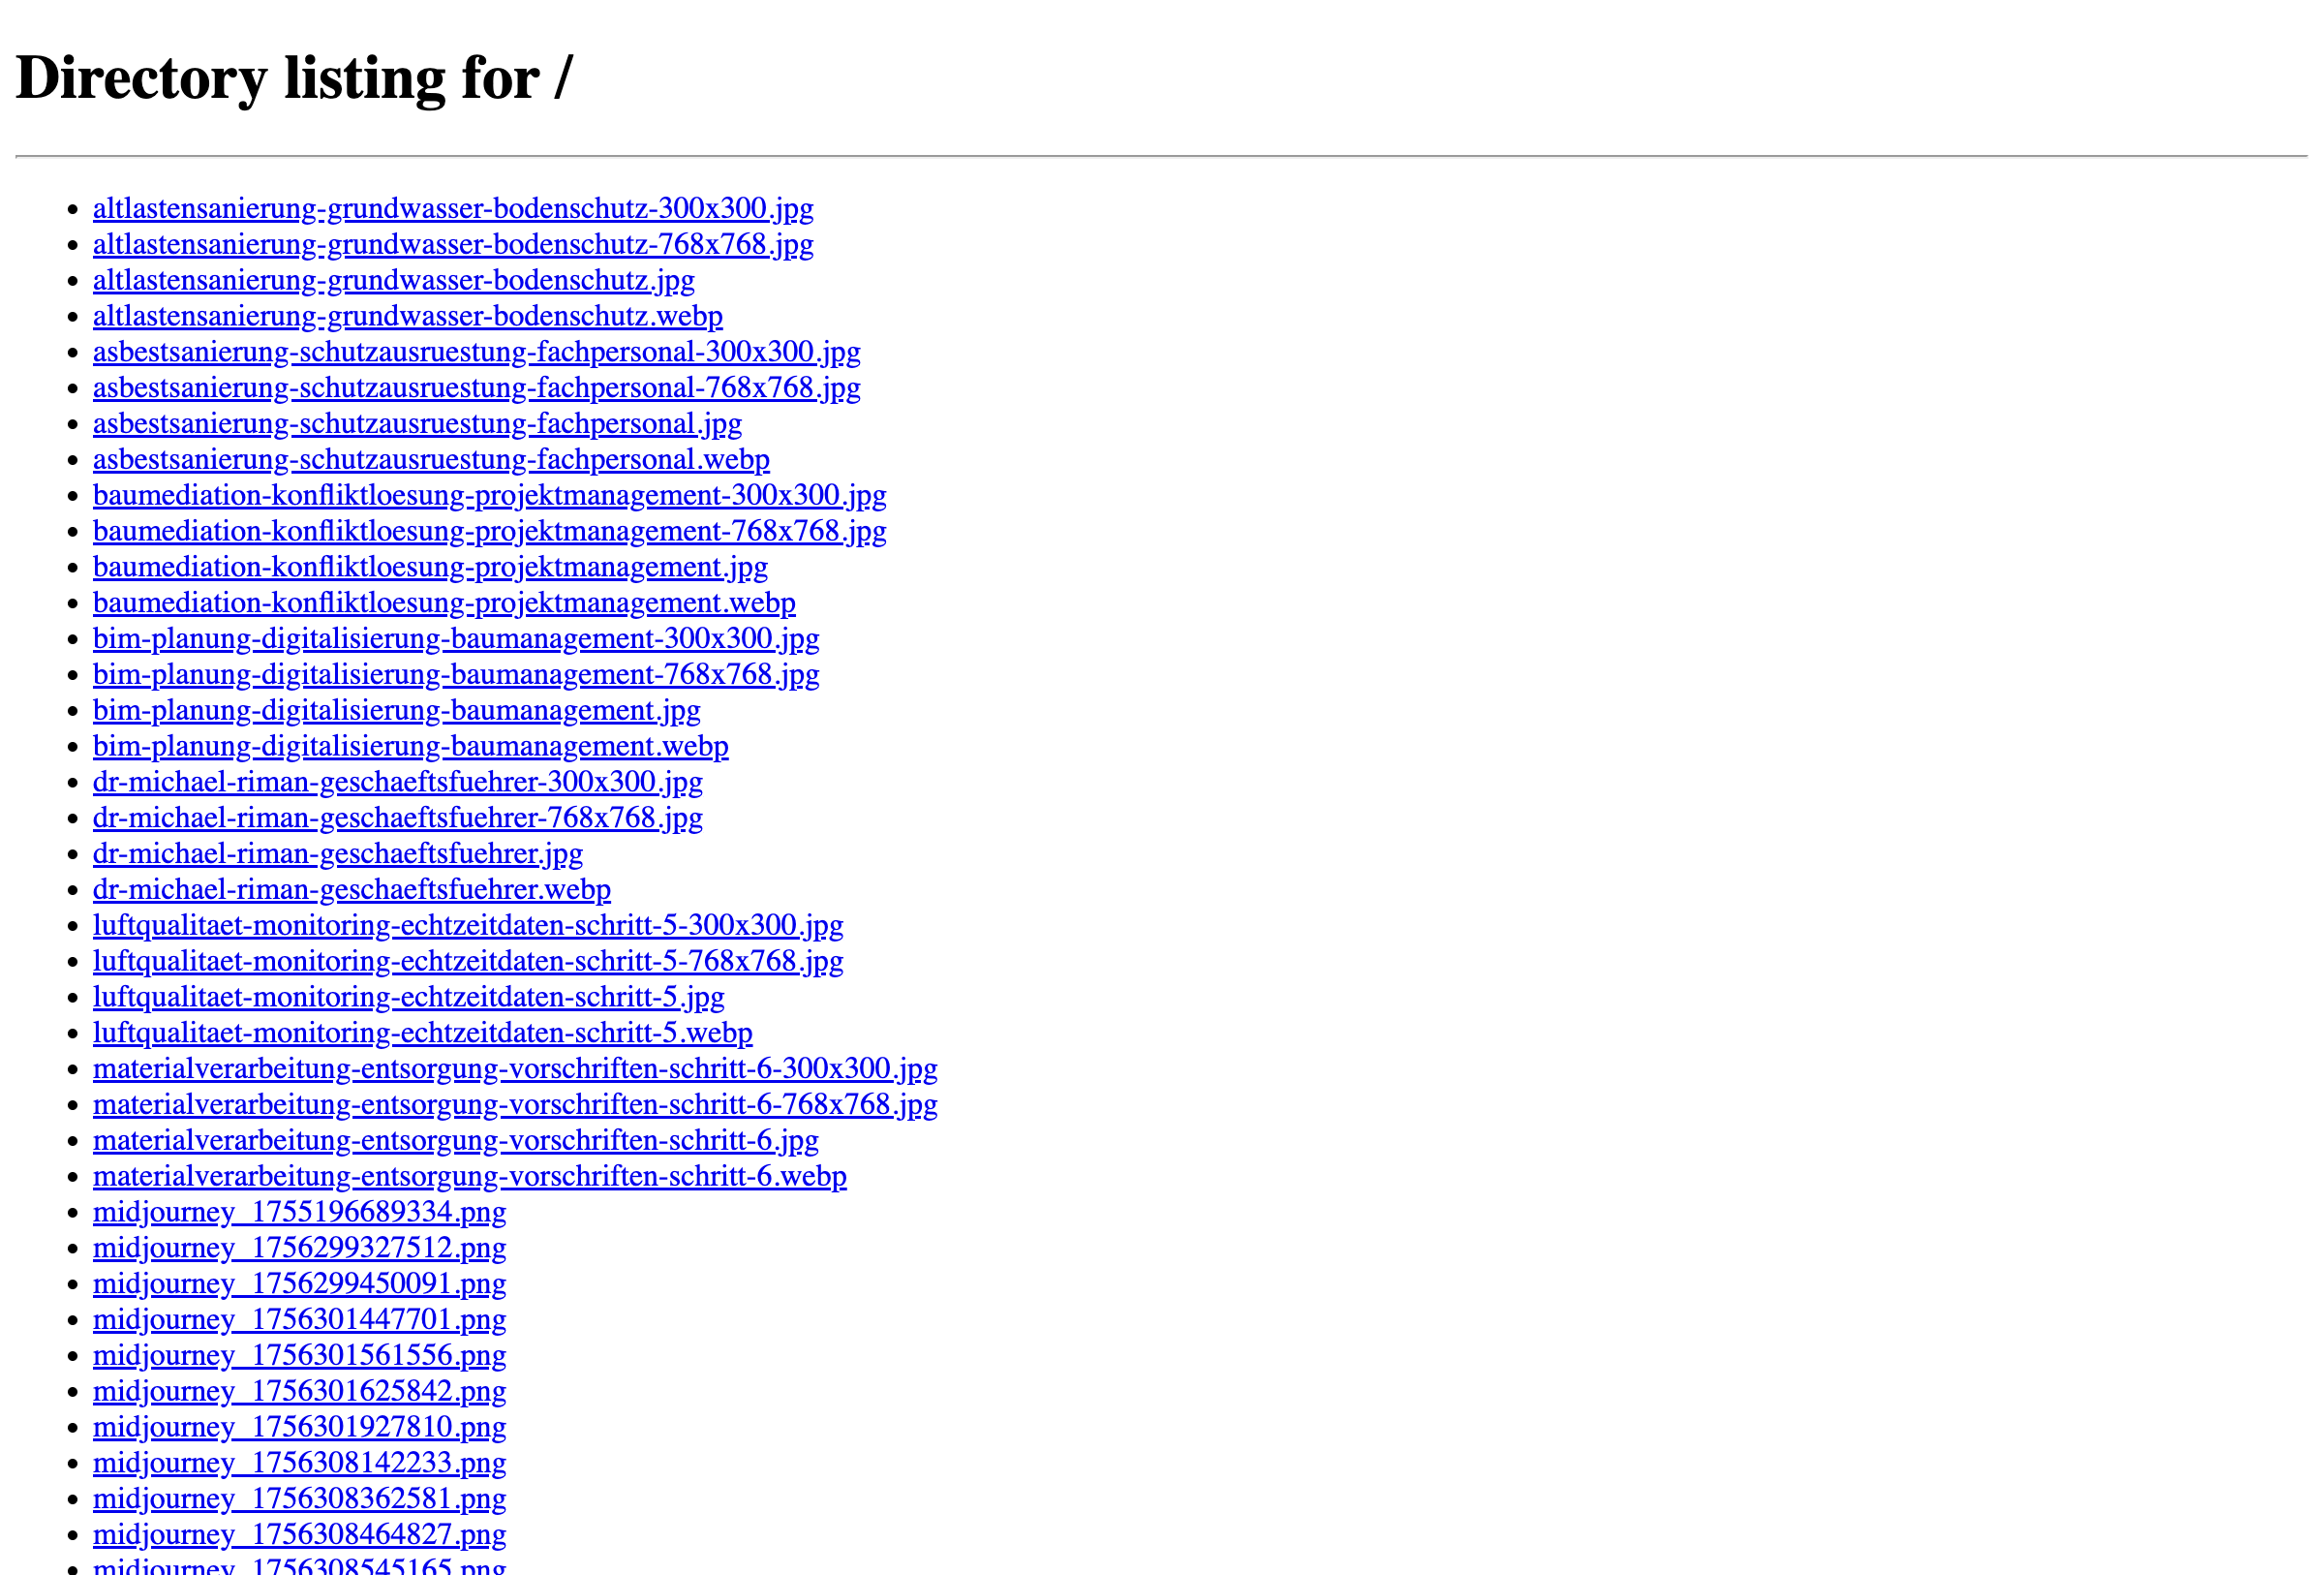 Directory listing for /
altlastensanierung-grundwasser-bodenschutz-300x300.jpg
altlastensanierung-grundwasser-bodenschutz-768x768.jpg
altlastensanierung-grundwasser-bodenschutz.jpg
altlastensanierung-grundwasser-bodenschutz.webp
asbestsanierung-schutzausruestung-fachpersonal-300x300.jpg
asbestsanierung-schutzausruestung-fachpersonal-768x768.jpg
asbestsanierung-schutzausruestung-fachpersonal.jpg
asbestsanierung-schutzausruestung-fachpersonal.webp
baumediation-konfliktloesung-projektmanagement-300x300.jpg
baumediation-konfliktloesung-projektmanagement-768x768.jpg
baumediation-konfliktloesung-projektmanagement.jpg
baumediation-konfliktloesung-projektmanagement.webp
bim-planung-digitalisierung-baumanagement-300x300.jpg
bim-planung-digitalisierung-baumanagement-768x768.jpg
bim-planung-digitalisierung-baumanagement.jpg
bim-planung-digitalisierung-baumanagement.webp
dr-michael-riman-geschaeftsfuehrer-300x300.jpg
dr-michael-riman-geschaeftsfuehrer-768x768.jpg
dr-michael-riman-geschaeftsfuehrer.jpg
dr-michael-riman-geschaeftsfuehrer.webp
luftqualitaet-monitoring-echtzeitdaten-schritt-5-300x300.jpg
luftqualitaet-monitoring-echtzeitdaten-schritt-5-768x768.jpg
luftqualitaet-monitoring-echtzeitdaten-schritt-5.jpg
luftqualitaet-monitoring-echtzeitdaten-schritt-5.webp
materialverarbeitung-entsorgung-vorschriften-schritt-6-300x300.jpg
materialverarbeitung-entsorgung-vorschriften-schritt-6-768x768.jpg
materialverarbeitung-entsorgung-vorschriften-schritt-6.jpg
materialverarbeitung-entsorgung-vorschriften-schritt-6.webp
midjourney_1755196689334.png
midjourney_1756299327512.png
midjourney_1756299450091.png
midjourney_1756301447701.png
midjourney_1756301561556.png
midjourney_1756301625842.png
midjourney_1756301927810.png
midjourney_1756308142233.png
midjourney_1756308362581.png
midjourney_1756308464827.png
midjourney_1756308545165.png